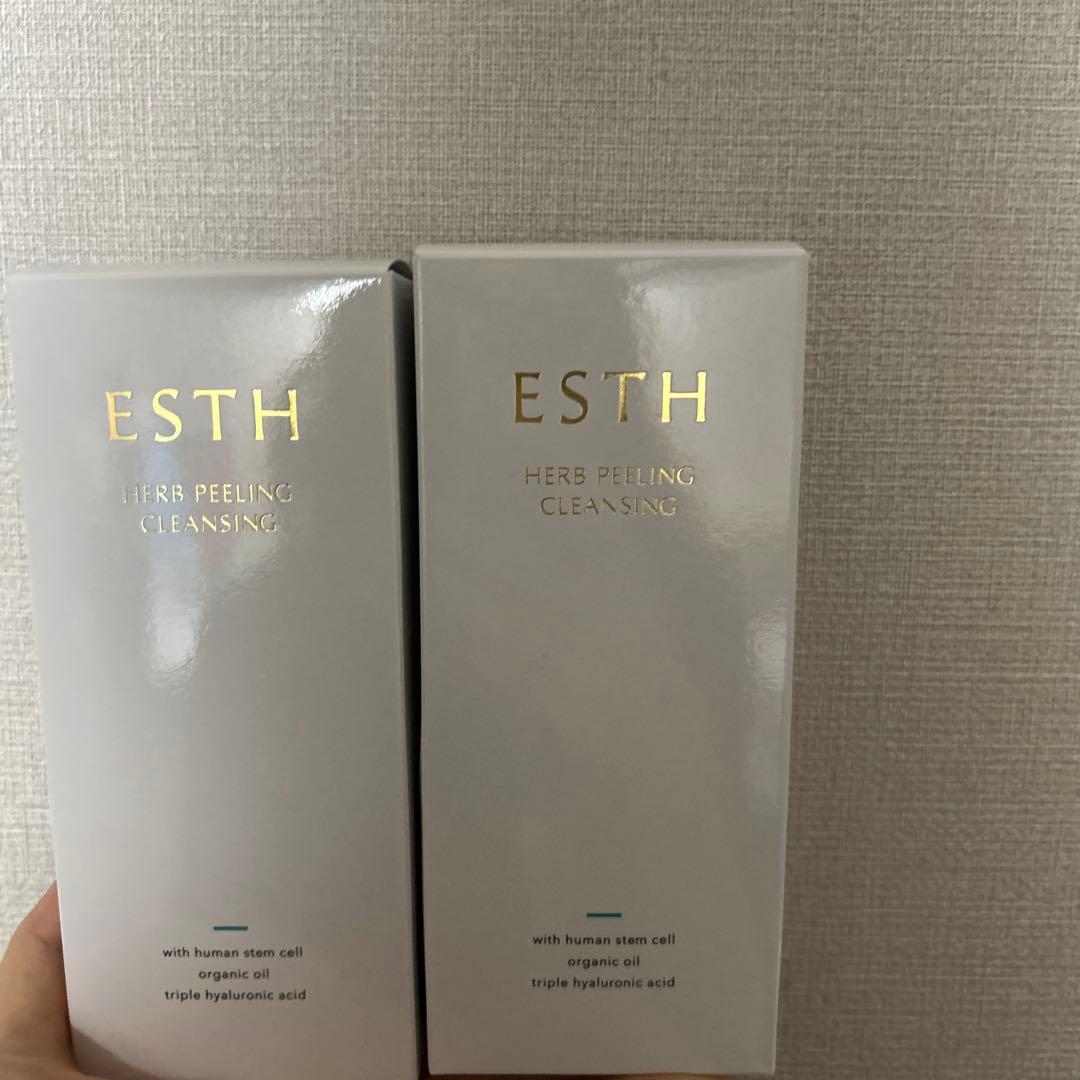 ESTH
HERB PEELING
CLEANSING
with human stem cell
organic oil
triple hyaluronic acid
ESTH
HERB PEELING
CLEANSING
with human stem cell
organic oil
triple hyaluronic acid